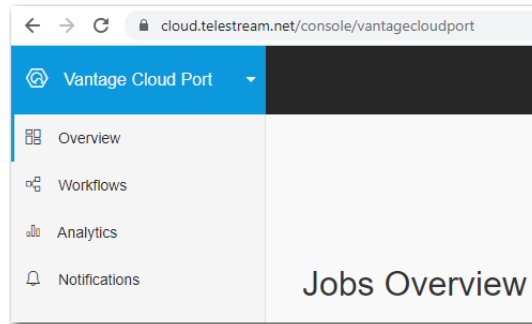 cloud.telestream.net/console/vantagecloudport
Vantage Cloud Port
Overview
Workflows
Analytics
Notifications
Jobs Overview